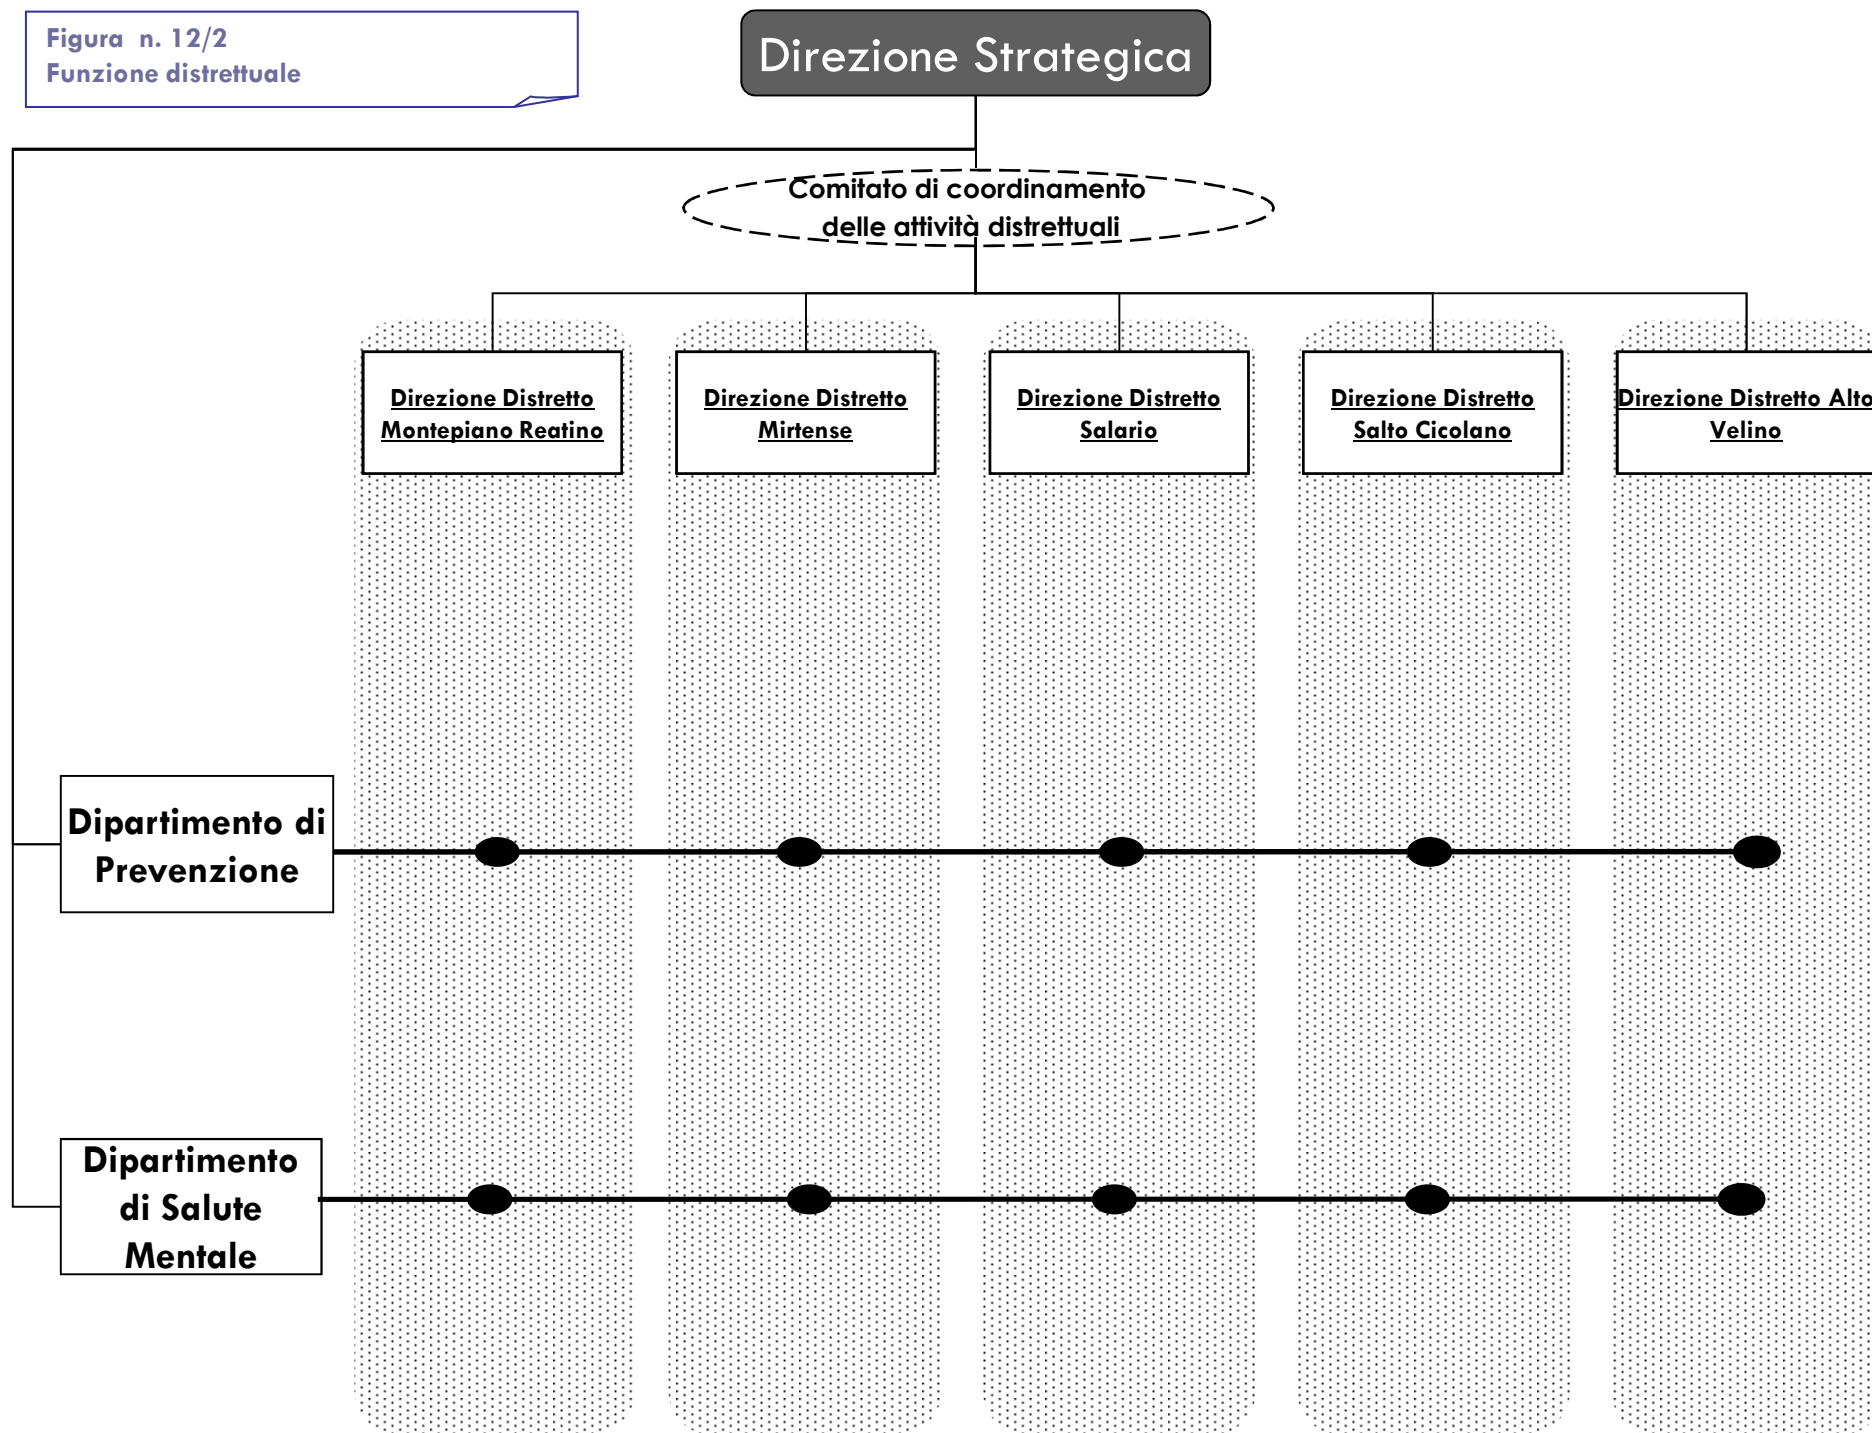 Figura n. 12/2
Funzione distrettuale
Direzione Strategica
Comitato di coordinamento
delle attività distrettuali
Direzione Distretto
Montepiano Reatino
Direzione Distretto
Mirtense
Direzione Distretto
Salario
Direzione Distretto
Salto Cicolano
Direzione Distretto Alto
Velino
Dipartimento di
Prevenzione
Dipartimento
di Salute
Mentale